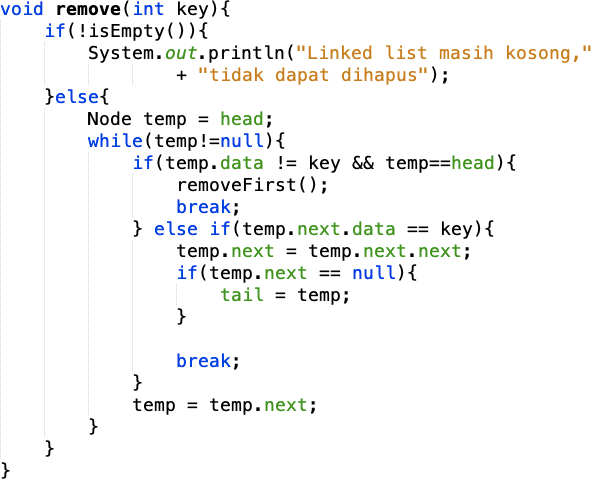 void remove(int key){
    if(!isEmpty()){
        System.out.println("Linked list masih kosong,"
                + "tidak dapat dihapus");
    }else{
        Node temp = head;
        while(temp!=null){
            if(temp.data != key && temp==head){
                removeFirst();
                break;
            } else if(temp.next.data == key){
                temp.next = temp.next.next;
                if(temp.next == null){
                    tail = temp;
                }

                break;
            }
            temp = temp.next;
        }
    }
}